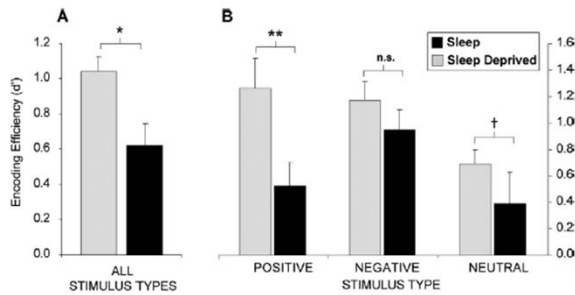 A
B
Encoding Efficiency (d')
1.2
1.0
0.8
0.6
0.4
0.2
0.0
*
ALL
STIMULUS TYPES
**
n.s.
†
Sleep
Sleep Deprived
POSITIVE
NEGATIVE
NEUTRAL
STIMULUS TYPE
1.6
1.4
1.2
1.0
0.8
0.6
0.4
0.2
0.0